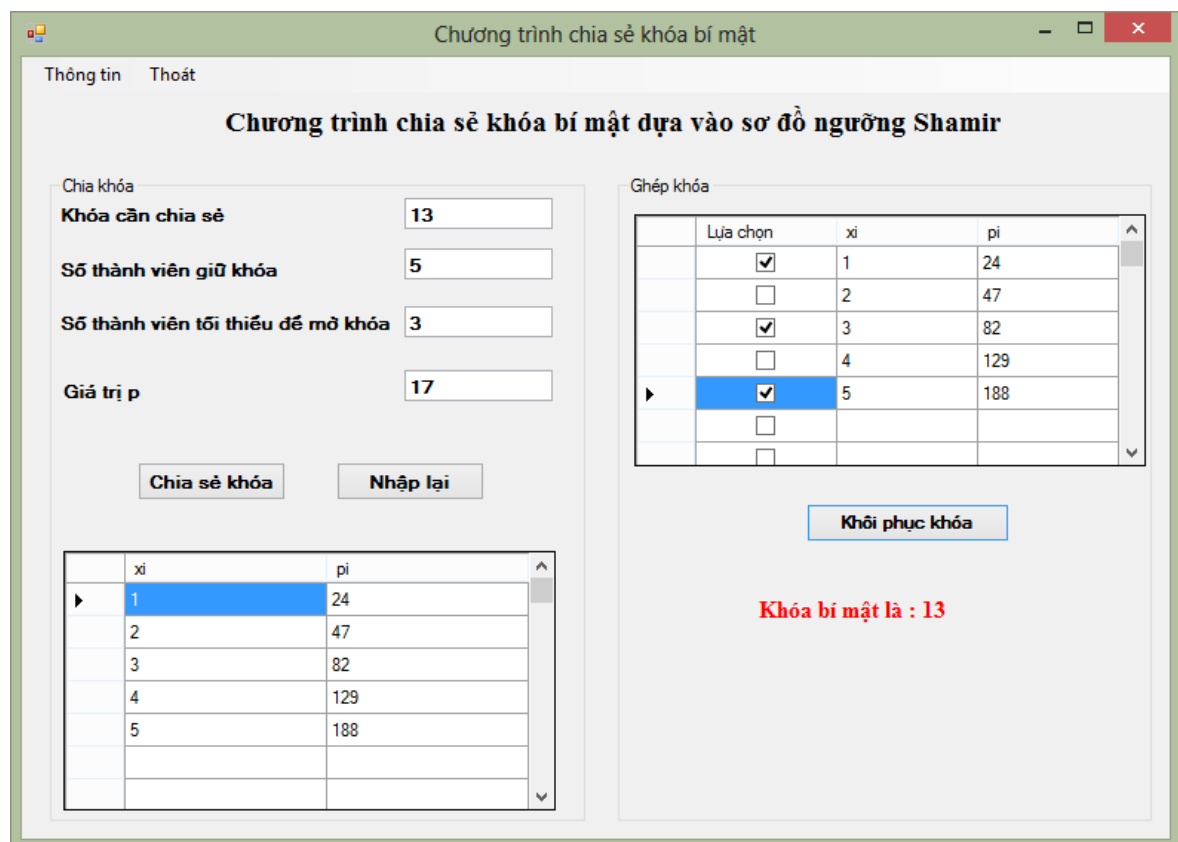 Chương trình chia sẻ khóa bí mật
Thông tin Thoát
Chương trình chia sẻ khóa bí mật dựa vào sơ đồ ngưỡng Shamir
Chia khóa
Khóa cần chia sẻ 13
Số thành viên giữ khóa 5
Số thành viên tối thiểu để mở khóa 3
Giá trị p 17
Chia sẻ khóa Nhập lại
xi pi
1 24
2 47
3 82
4 129
5 188
Ghép khóa
Lựa chọn xi pi
1 24
2 47
3 82
4 129
5 188
Khôi phục khóa
Khóa bí mật là : 13